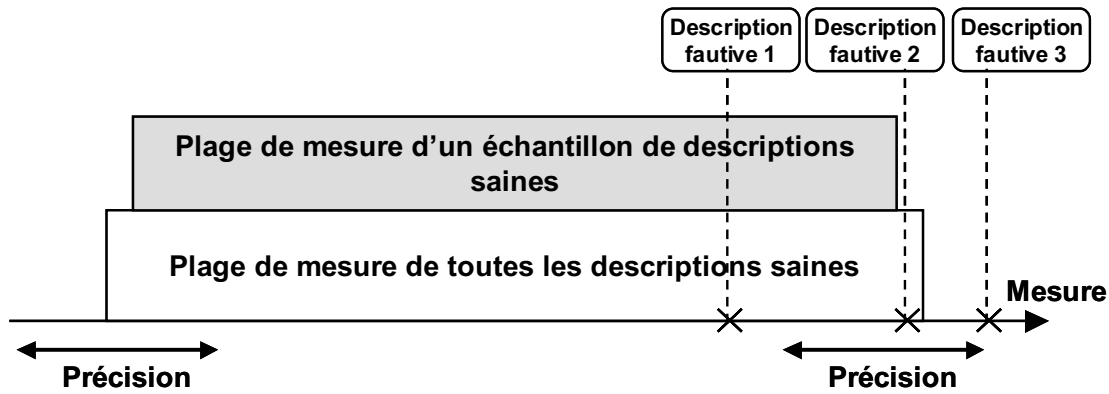 Description
fautive 1
Description
fautive 2
Description
fautive 3
Plage de mesure d’un échantillon de descriptions
saines
Plage de mesure de toutes les descriptions saines
Mesure
Précision
Précision